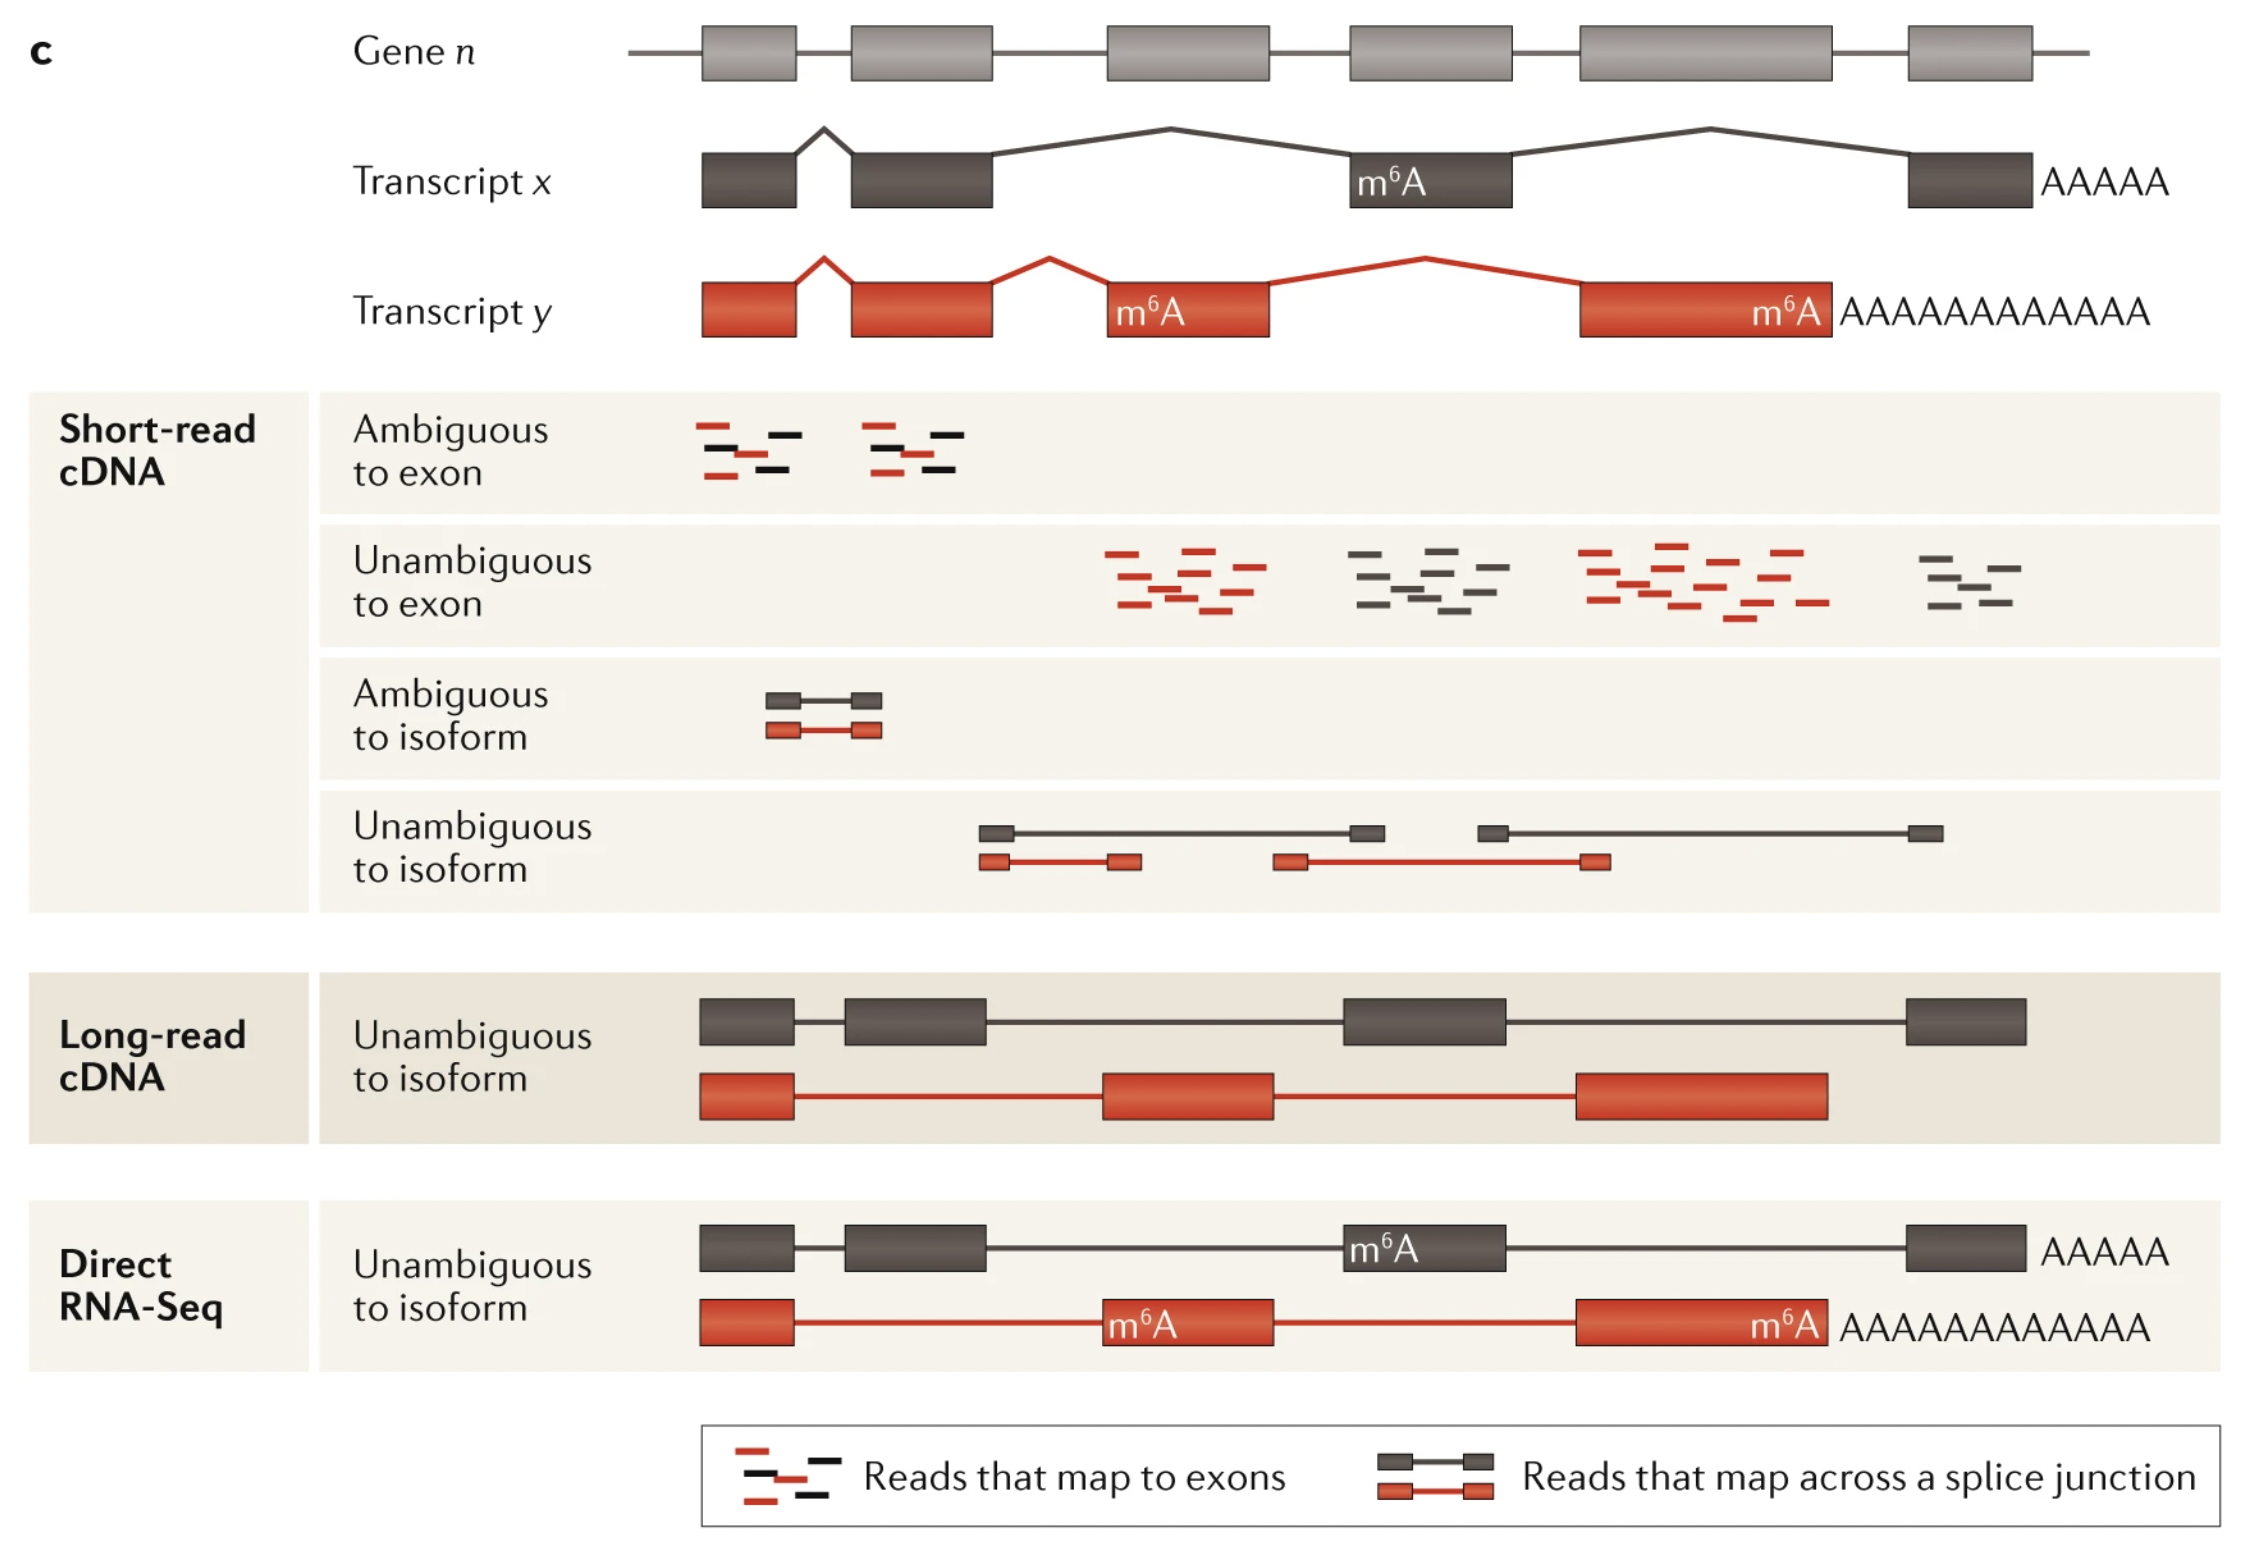 c
Gene n
Transcript x
m⁶A
AAAAA
Transcript y
m⁶A
m⁶A
AAAAAAAAAAAA
Short-read
cDNA
Ambiguous
to exon
Unambiguous
to exon
Ambiguous
to isoform
Unambiguous
to isoform
Long-read
cDNA
Unambiguous
to isoform
Direct
RNA-Seq
Unambiguous
to isoform
m⁶A
AAAAA
m⁶A
m⁶A
AAAAAAAAAAAA
Reads that map to exons
Reads that map across a splice junction